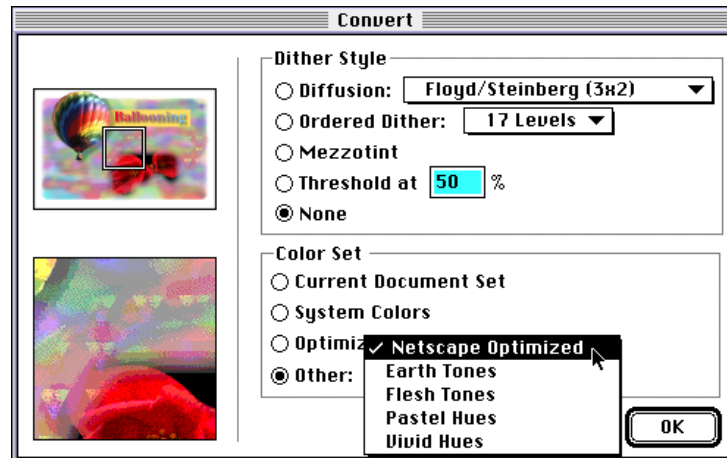 Convert
Ballooning
Dither Style
Diffusion: Floyd/Steinberg (3x2)
Ordered Dither: 17 Levels
Mezzotint
Threshold at 50 %
None
Color Set
Current Document Set
System Colors
Optimiz
Other:
Netscape Optimized
Earth Tones
Flesh Tones
Pastel Hues
Vivid Hues
OK